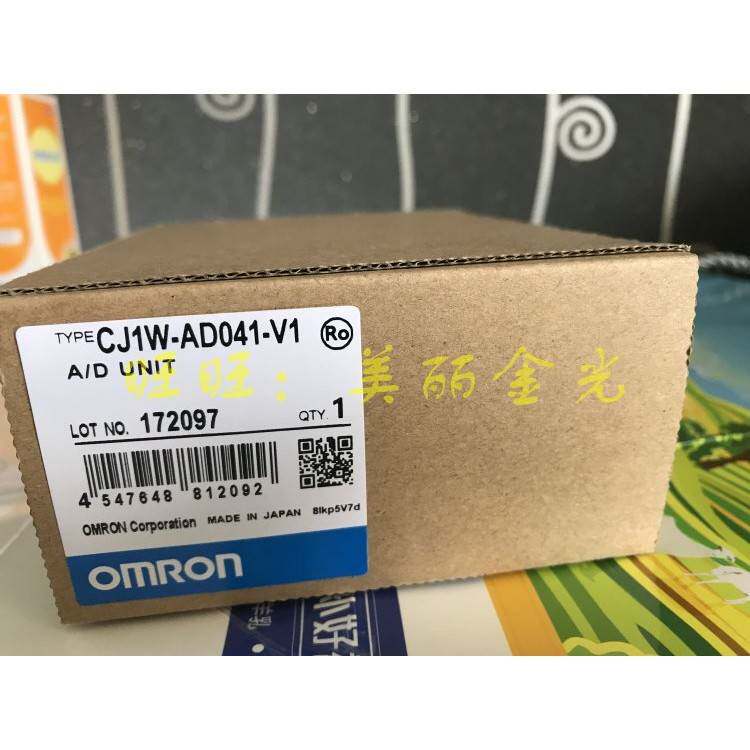 TYPE CJ1W-AD041-V1 Ro
A/D UNIT
旺旺：美丽金光
LOT NO. 172097 QTY. 1
4 547648 812092
OMRON Corporation MADE IN JAPAN 8lkp5V7d
OMRON